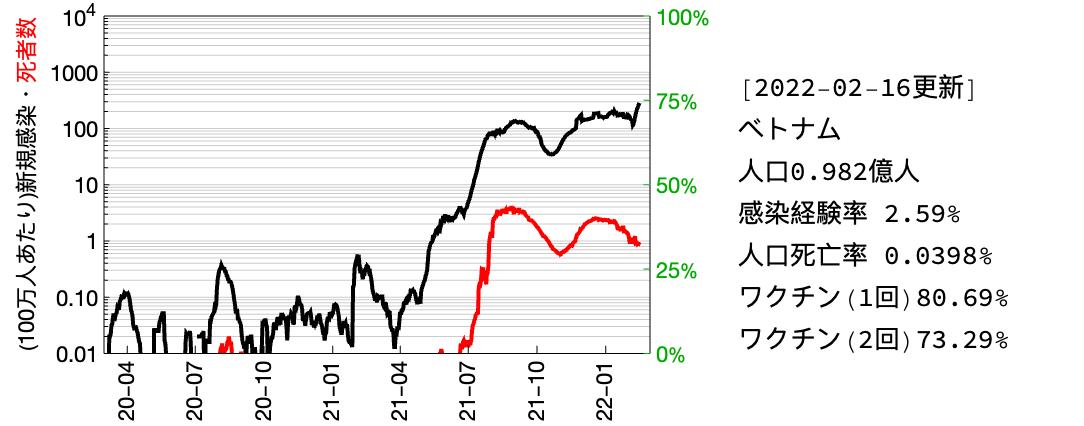 (100万人あたり)新規感染・死者数
10^4
1000
100
10
1
0.10
0.01
100%
75%
50%
25%
0%
20-04
20-07
20-10
21-01
21-04
21-07
21-10
22-01
[2022-02-16更新]
ベトナム
人口0.982億人
感染経験率 2.59%
人口死亡率 0.0398%
ワクチン(1回)80.69%
ワクチン(2回)73.29%